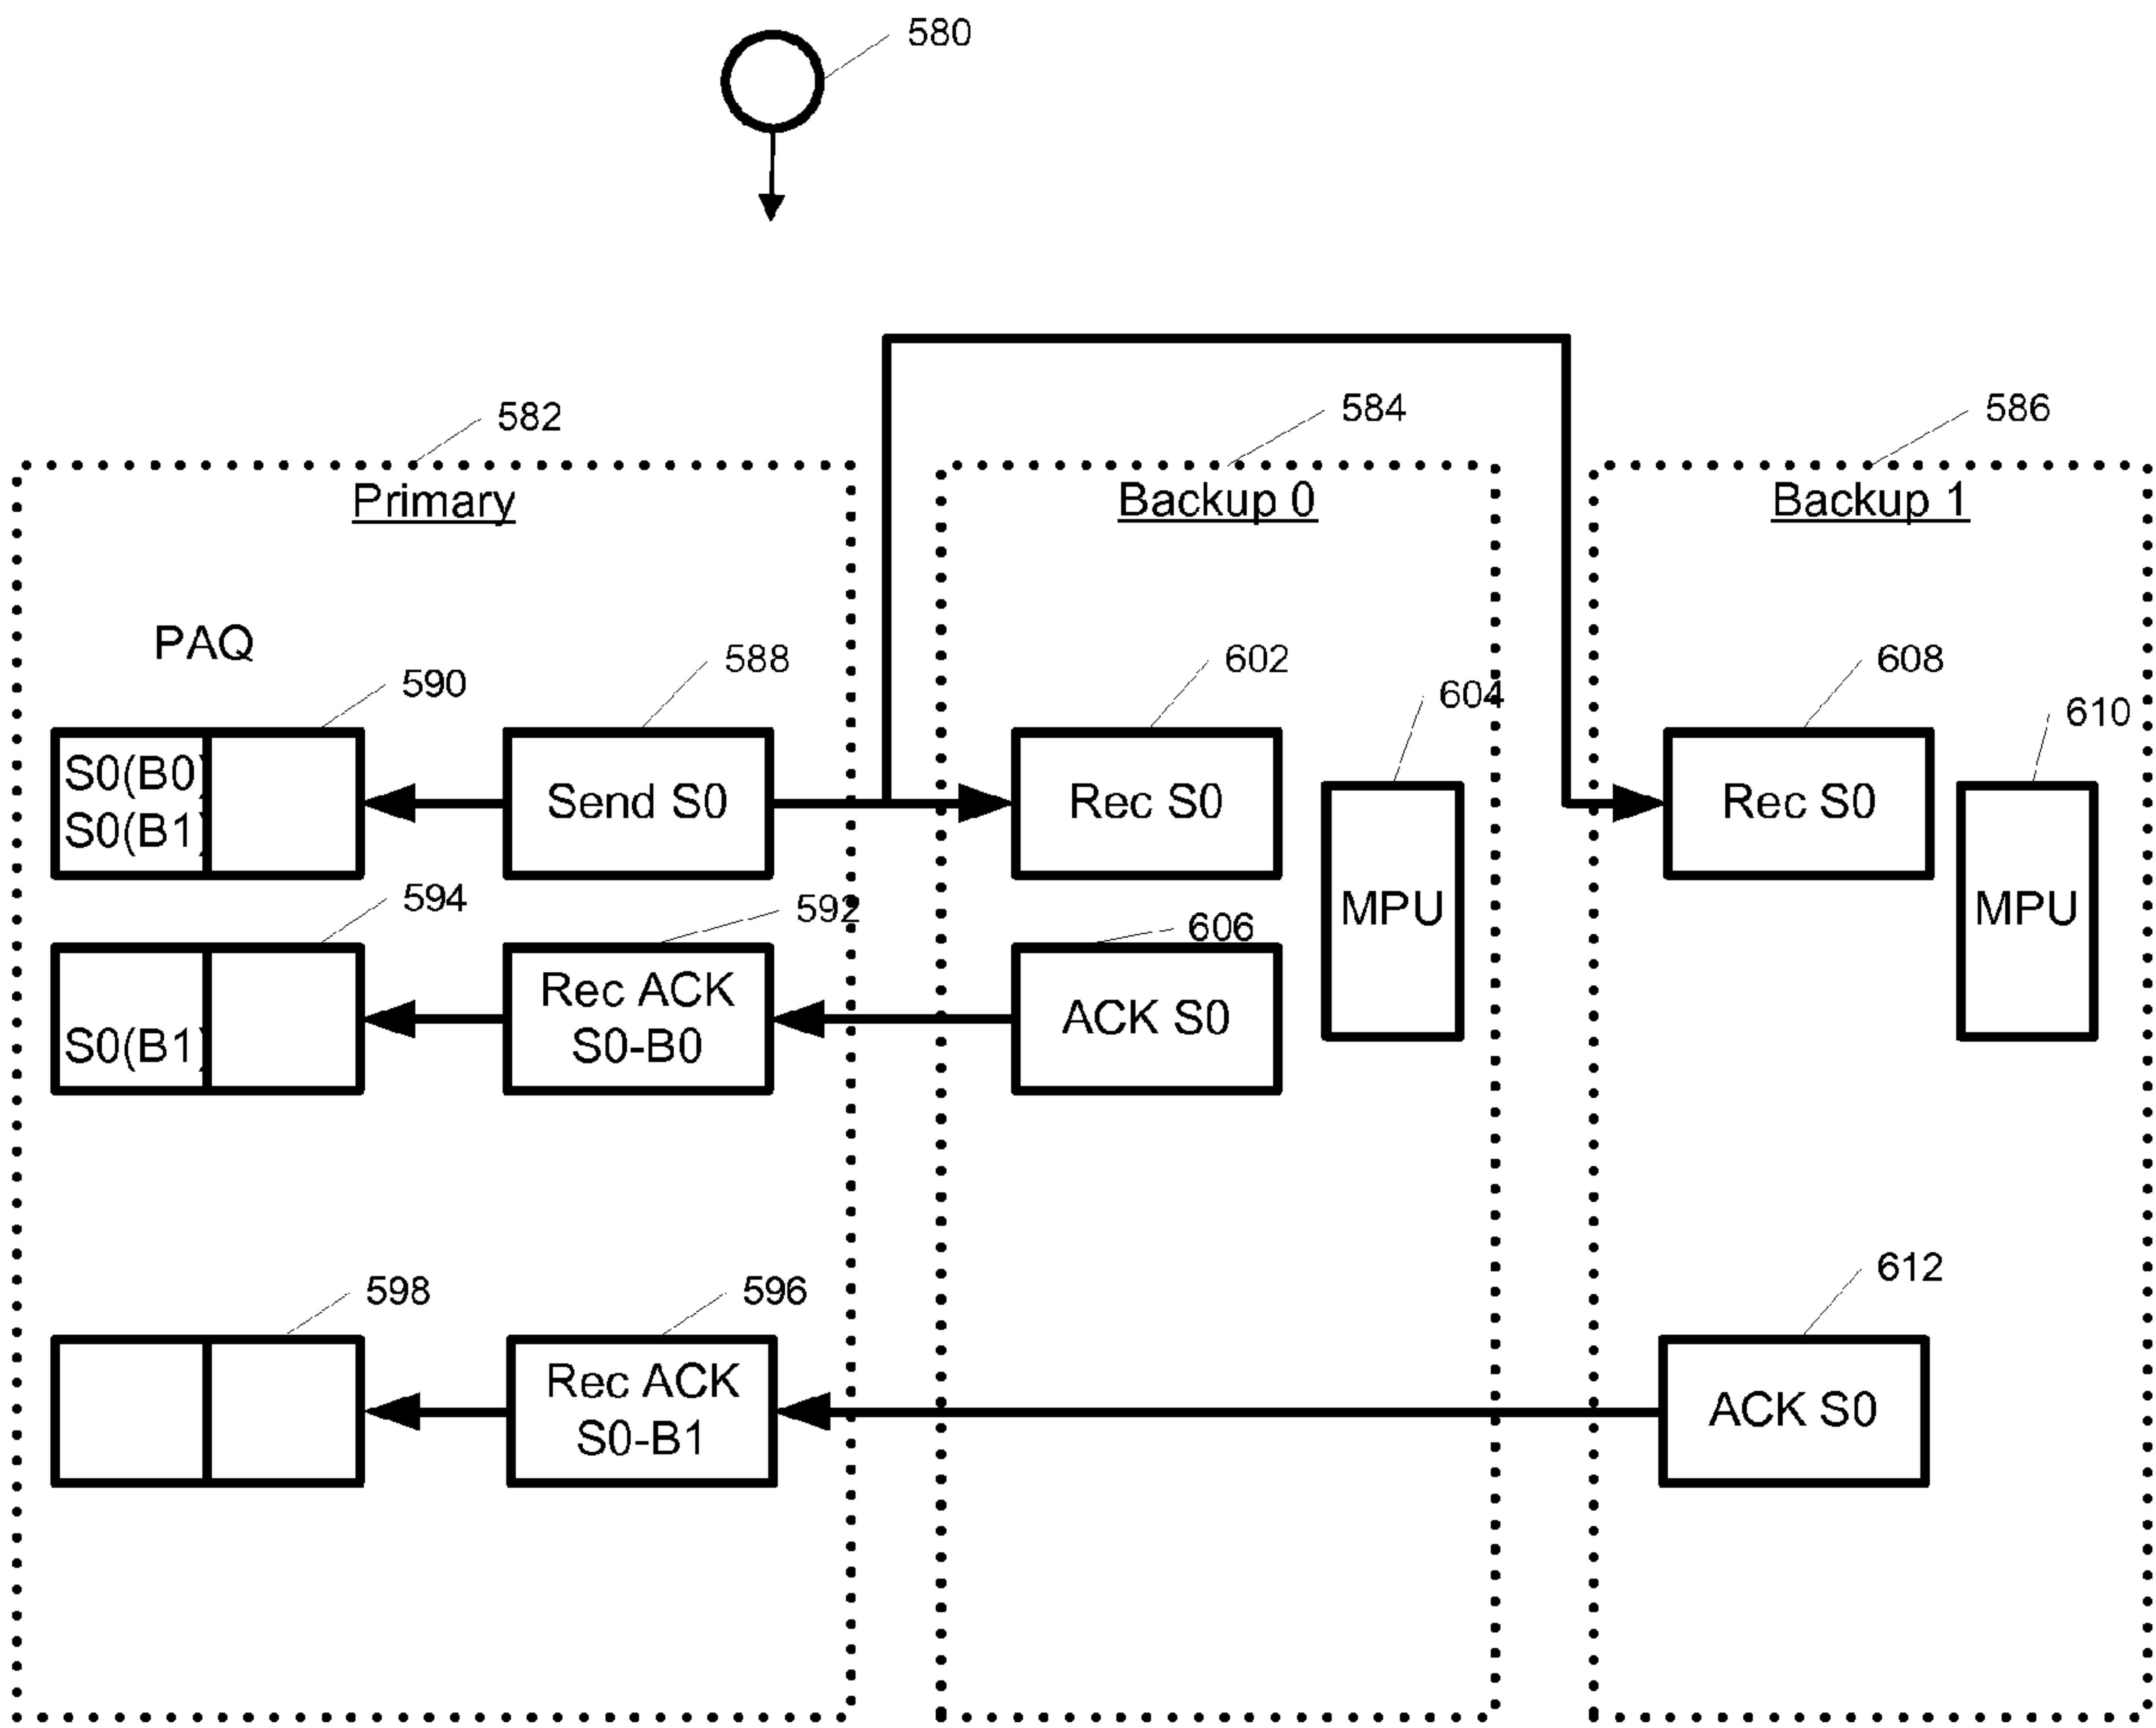 580
582
584
586
Primary
Backup 0
Backup 1
PAQ
590
588
602
604
608
610
S0(B0)
S0(B1)
Send S0
Rec S0
MPU
Rec S0
MPU
594
592
606
S0(B1)
Rec ACK
S0-B0
ACK S0
598
596
612
Rec ACK
S0-B1
ACK S0